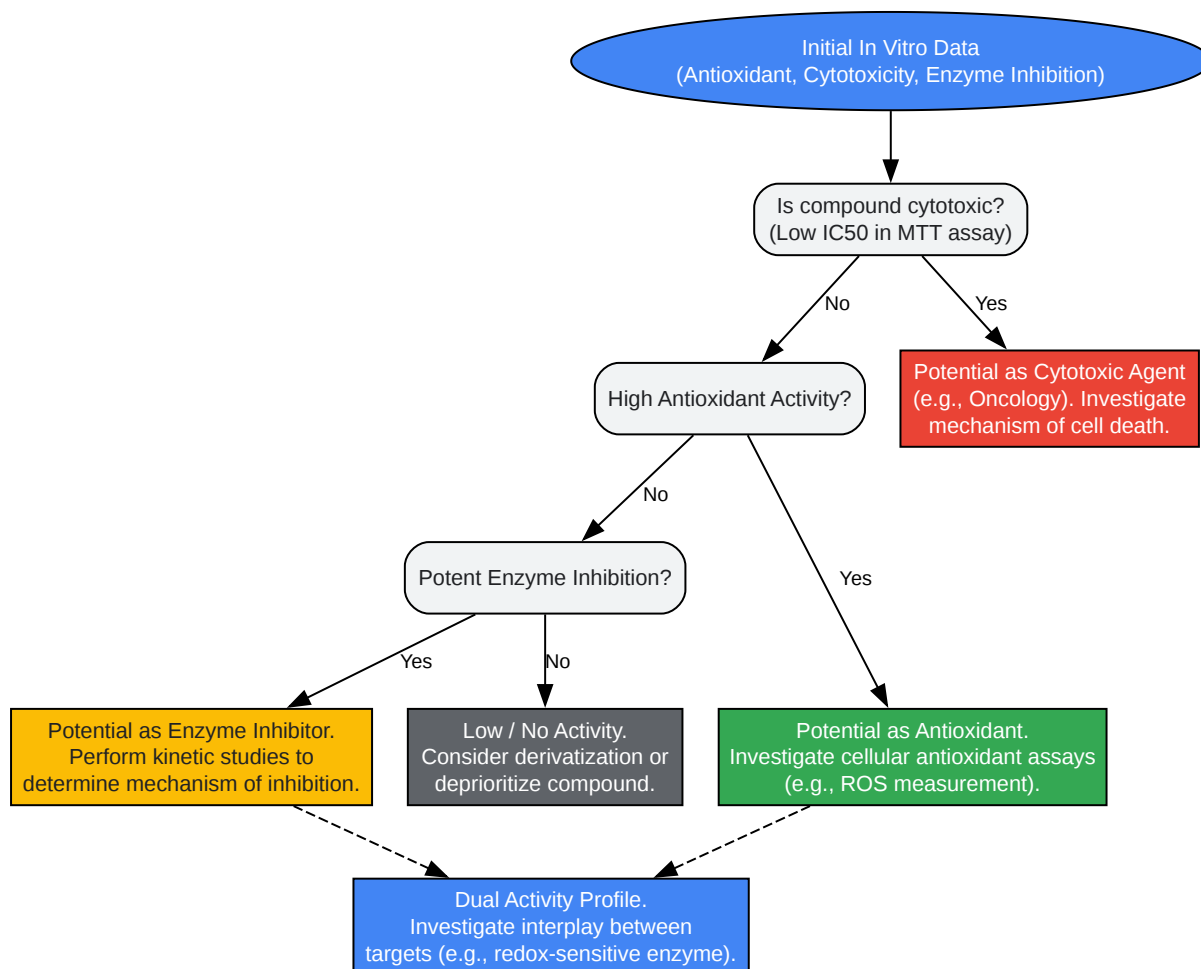 Initial In Vitro Data
(Antioxidant, Cytotoxicity, Enzyme Inhibition)
Is compound cytotoxic?
(Low IC50 in MTT assay)
No
Yes
High Antioxidant Activity?
Potential as Cytotoxic Agent
(e.g., Oncology). Investigate
mechanism of cell death.
No
Yes
Potent Enzyme Inhibition?
Yes
No
Potential as Enzyme Inhibitor.
Perform kinetic studies to
determine mechanism of inhibition.
Low / No Activity.
Consider derivatization or
deprioritize compound.
Potential as Antioxidant.
Investigate cellular antioxidant assays
(e.g., ROS measurement).
Dual Activity Profile.
Investigate interplay between
targets (e.g., redox-sensitive enzyme).